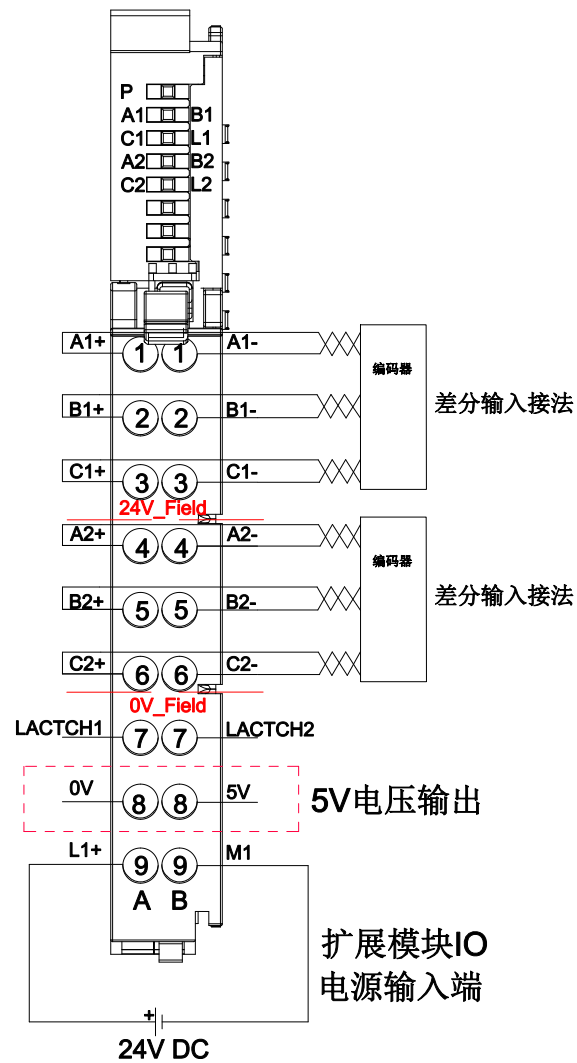 P
A1 B1
C1 L1
A2 B2
C2 L2
A1+ 1 1 A1-
编码器
差分输入接法
B1+ 2 2 B1-
C1+ 3 3 C1-
24V_Field
A2+ 4 4 A2-
编码器
差分输入接法
B2+ 5 5 B2-
C2+ 6 6 C2-
0V_Field
LACTCH1 7 7 LACTCH2
0V 8 8 5V
5V电压输出
L1+ 9 9 M1
A B
扩展模块IO
电源输入端
+
24V DC